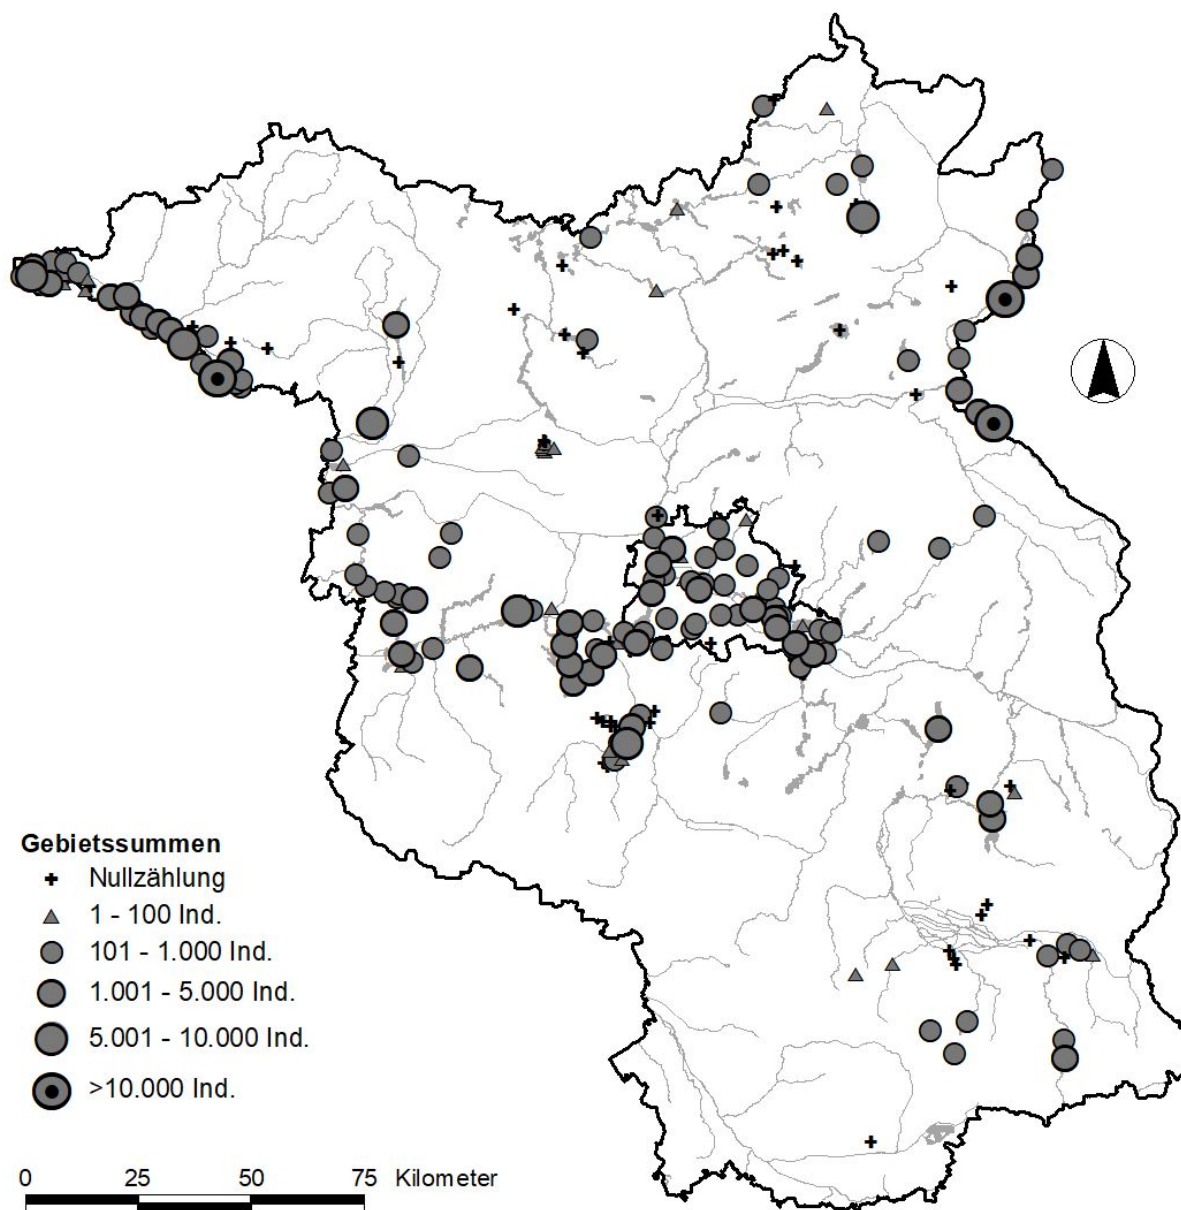 Gebietssummen
Nullzählung
1 - 100 Ind.
101 - 1.000 Ind.
1.001 - 5.000 Ind.
5.001 - 10.000 Ind.
>10.000 Ind.
0 25 50 75 Kilometer